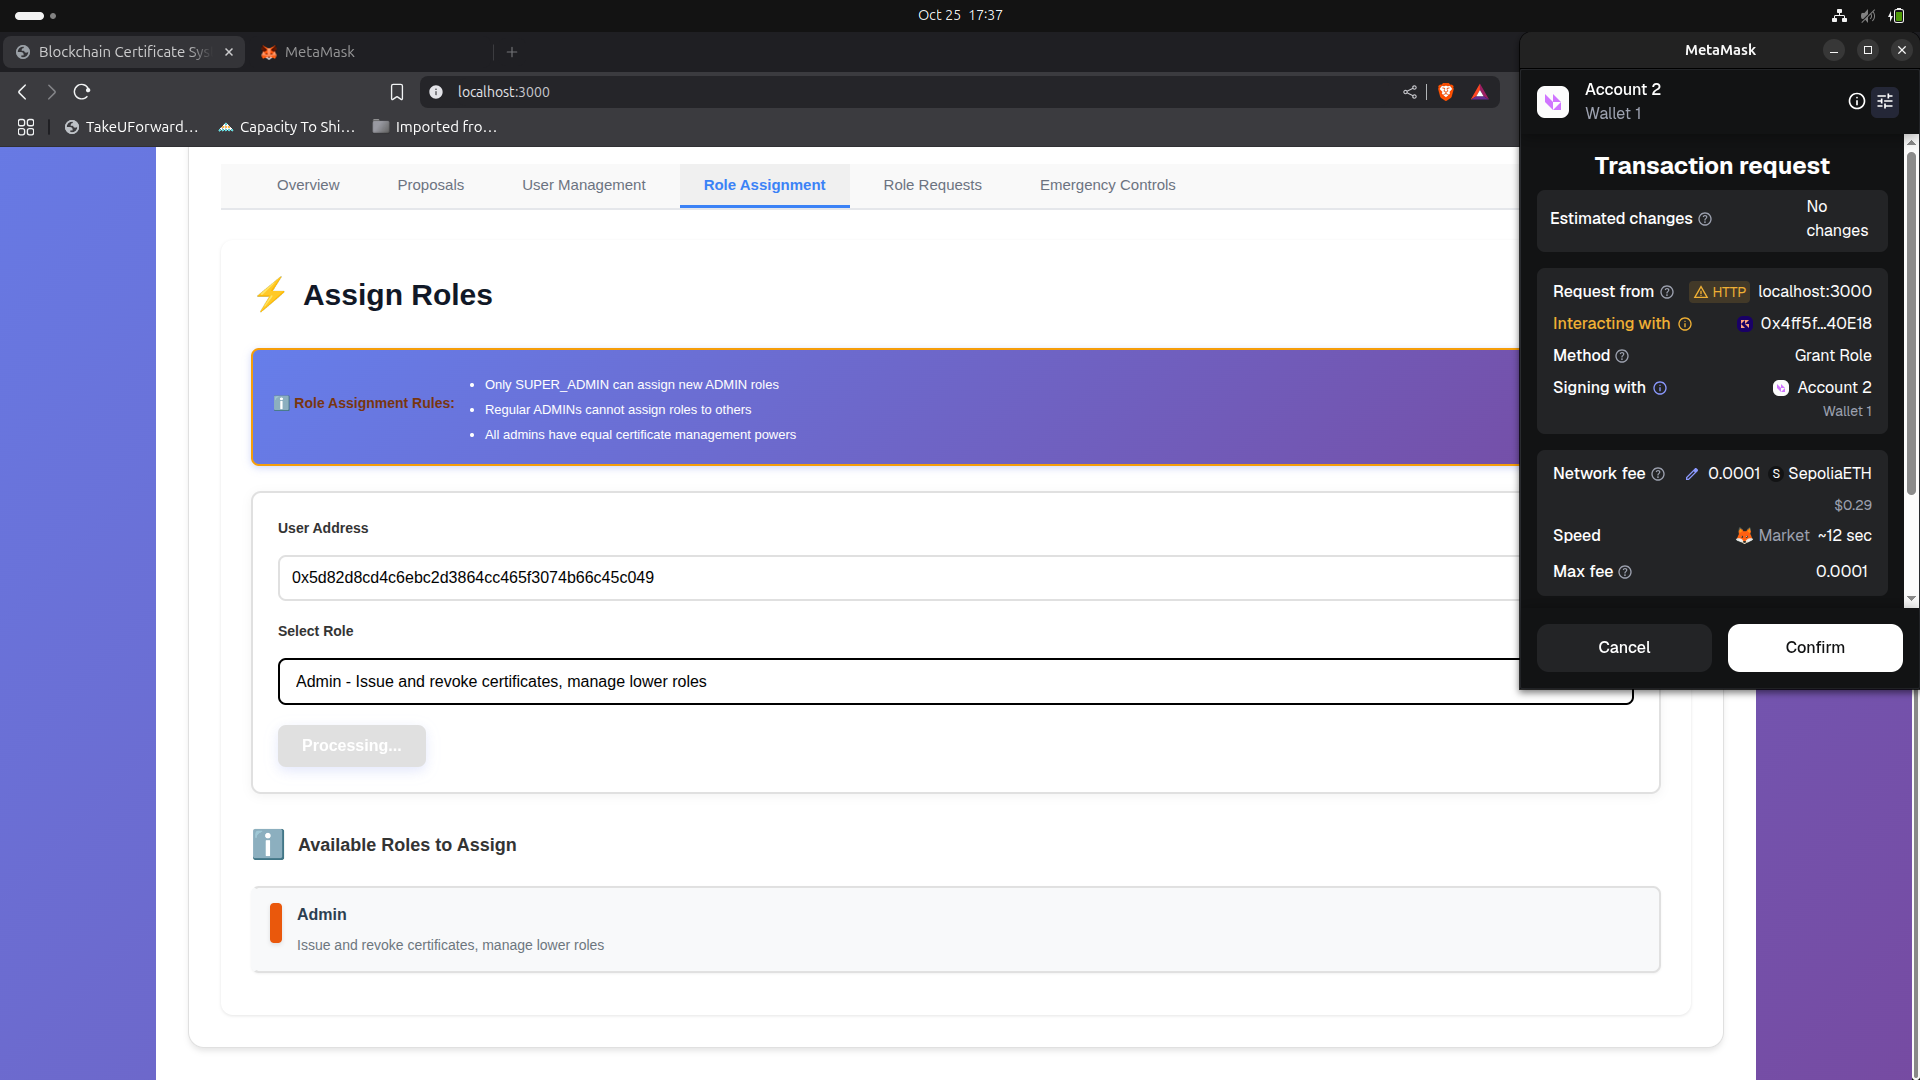 Oct 25 17:37
Blockchain Certificate Sys
MetaMask
localhost:3000
TakeUForward...
Capacity To Shi...
Imported fro...
Overview
Proposals
User Management
Role Assignment
Role Requests
Emergency Controls
⚡ Assign Roles
ℹ️ Role Assignment Rules:
• Only SUPER_ADMIN can assign new ADMIN roles
• Regular ADMINs cannot assign roles to others
• All admins have equal certificate management powers
User Address
0x5d82d8cd4c6ebc2d3864cc465f3074b66c45c049
Select Role
Admin - Issue and revoke certificates, manage lower roles
Processing...
ℹ️ Available Roles to Assign
Admin
Issue and revoke certificates, manage lower roles
MetaMask
Account 2
Wallet 1
Transaction request
Estimated changes
No changes
Request from HTTP localhost:3000
Interacting with 0x4ff5f...40E18
Method Grant Role
Signing with Account 2
Wallet 1
Network fee 0.0001 S SepoliaETH
$0.29
Speed Market ~12 sec
Max fee 0.0001
Cancel
Confirm